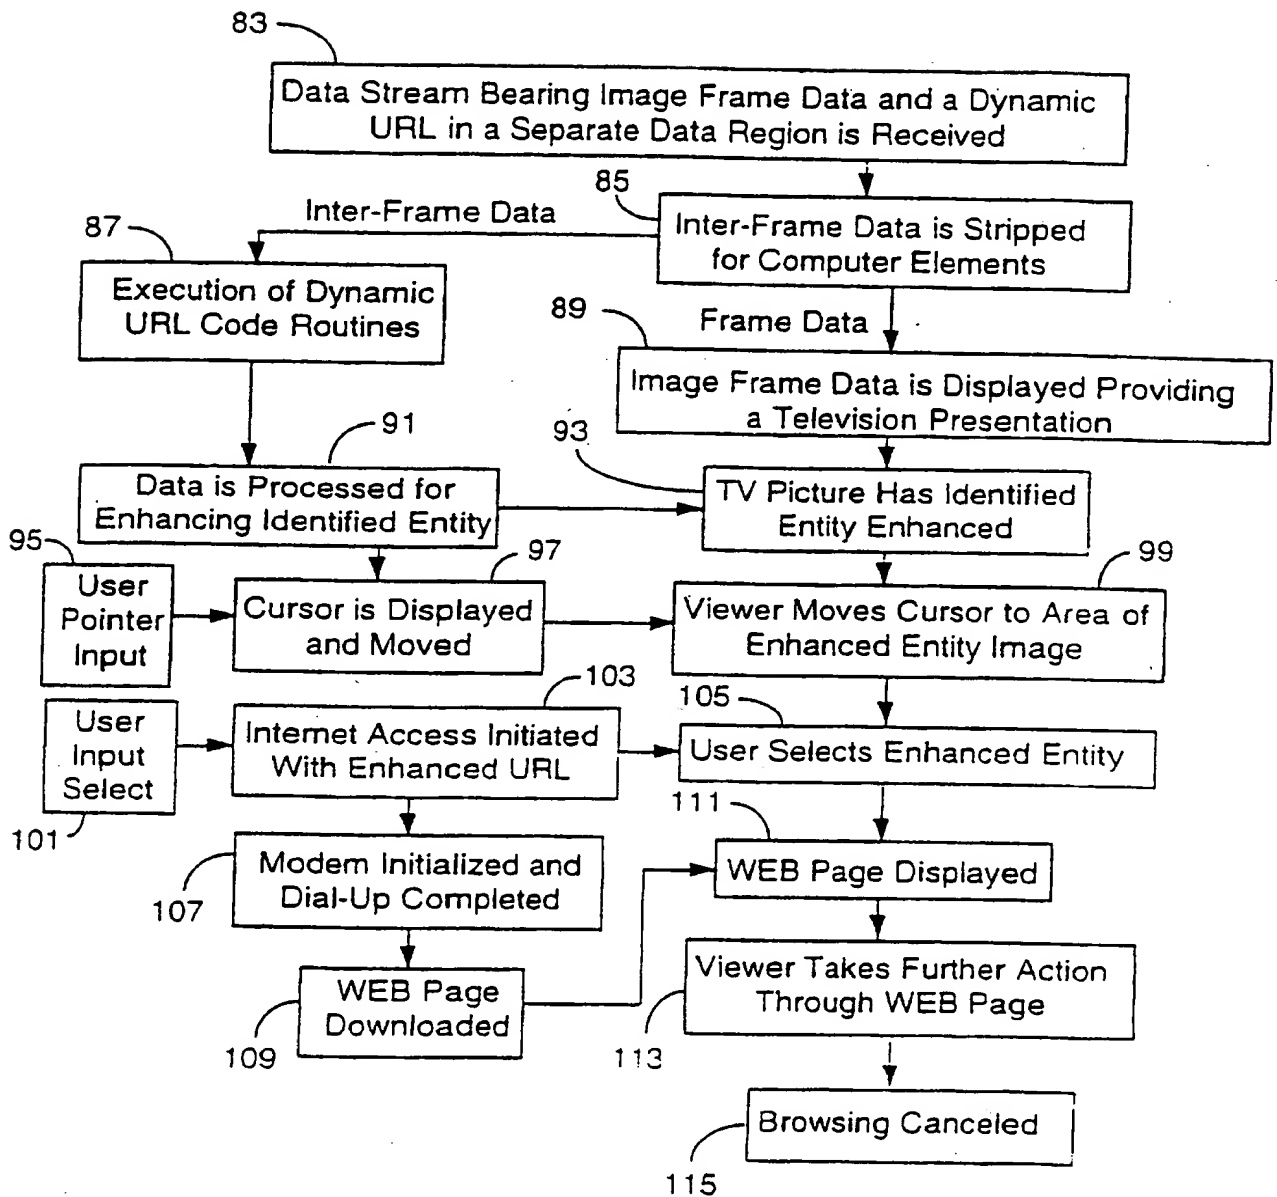 83
Data Stream Bearing Image Frame Data and a Dynamic
URL in a Separate Data Region is Received
85
Inter-Frame Data
87
Inter-Frame Data is Stripped
for Computer Elements
Execution of Dynamic
URL Code Routines
89
Frame Data
Image Frame Data is Displayed Providing
a Television Presentation
91
93
Data is Processed for
Enhancing Identified Entity
TV Picture Has Identified
Entity Enhanced
95
97
99
User
Pointer
Input
Cursor is Displayed
and Moved
Viewer Moves Cursor to Area of
Enhanced Entity Image
103
105
User
Input
Select
101
Internet Access Initiated
With Enhanced URL
User Selects Enhanced Entity
111
Modem Initialized and
Dial-Up Completed
107
WEB Page Displayed
WEB Page
Downloaded
109
Viewer Takes Further Action
Through WEB Page
113
Browsing Canceled
115